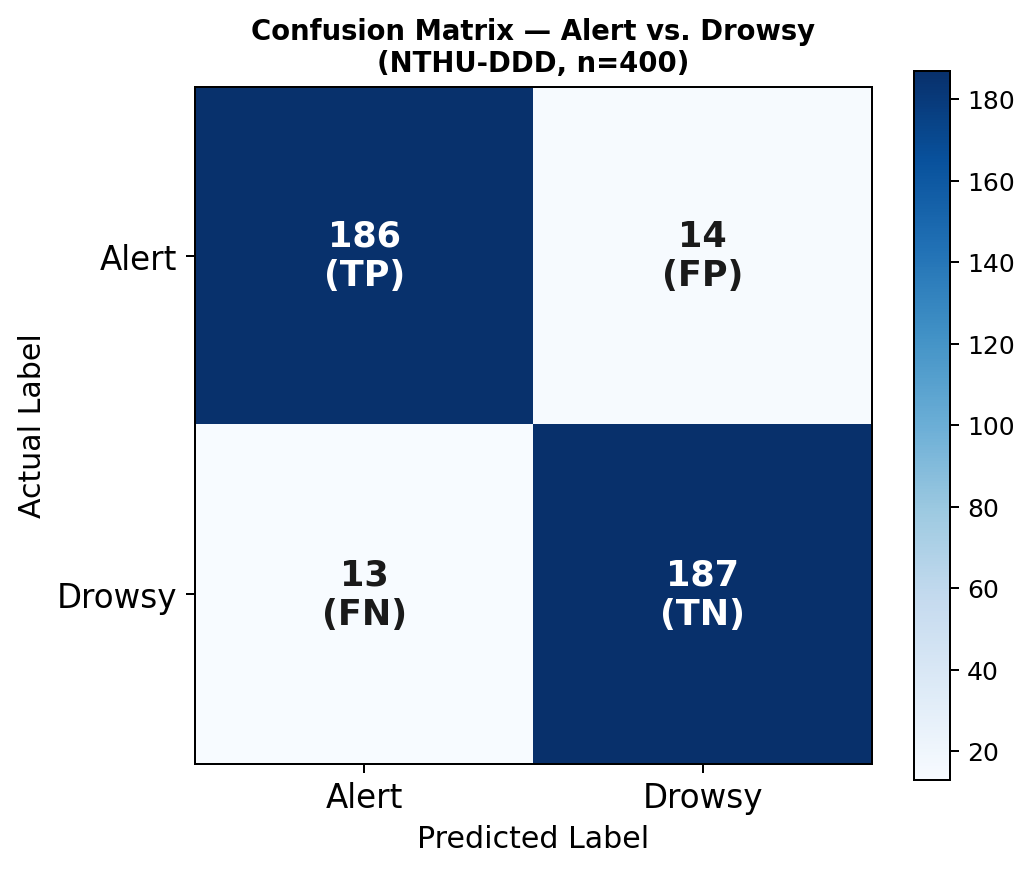 Confusion Matrix — Alert vs. Drowsy
(NTHU-DDD, n=400)
Actual Label
Alert
Drowsy
186
(TP)
14
(FP)
13
(FN)
187
(TN)
Alert
Drowsy
Predicted Label
180
160
140
120
100
80
60
40
20